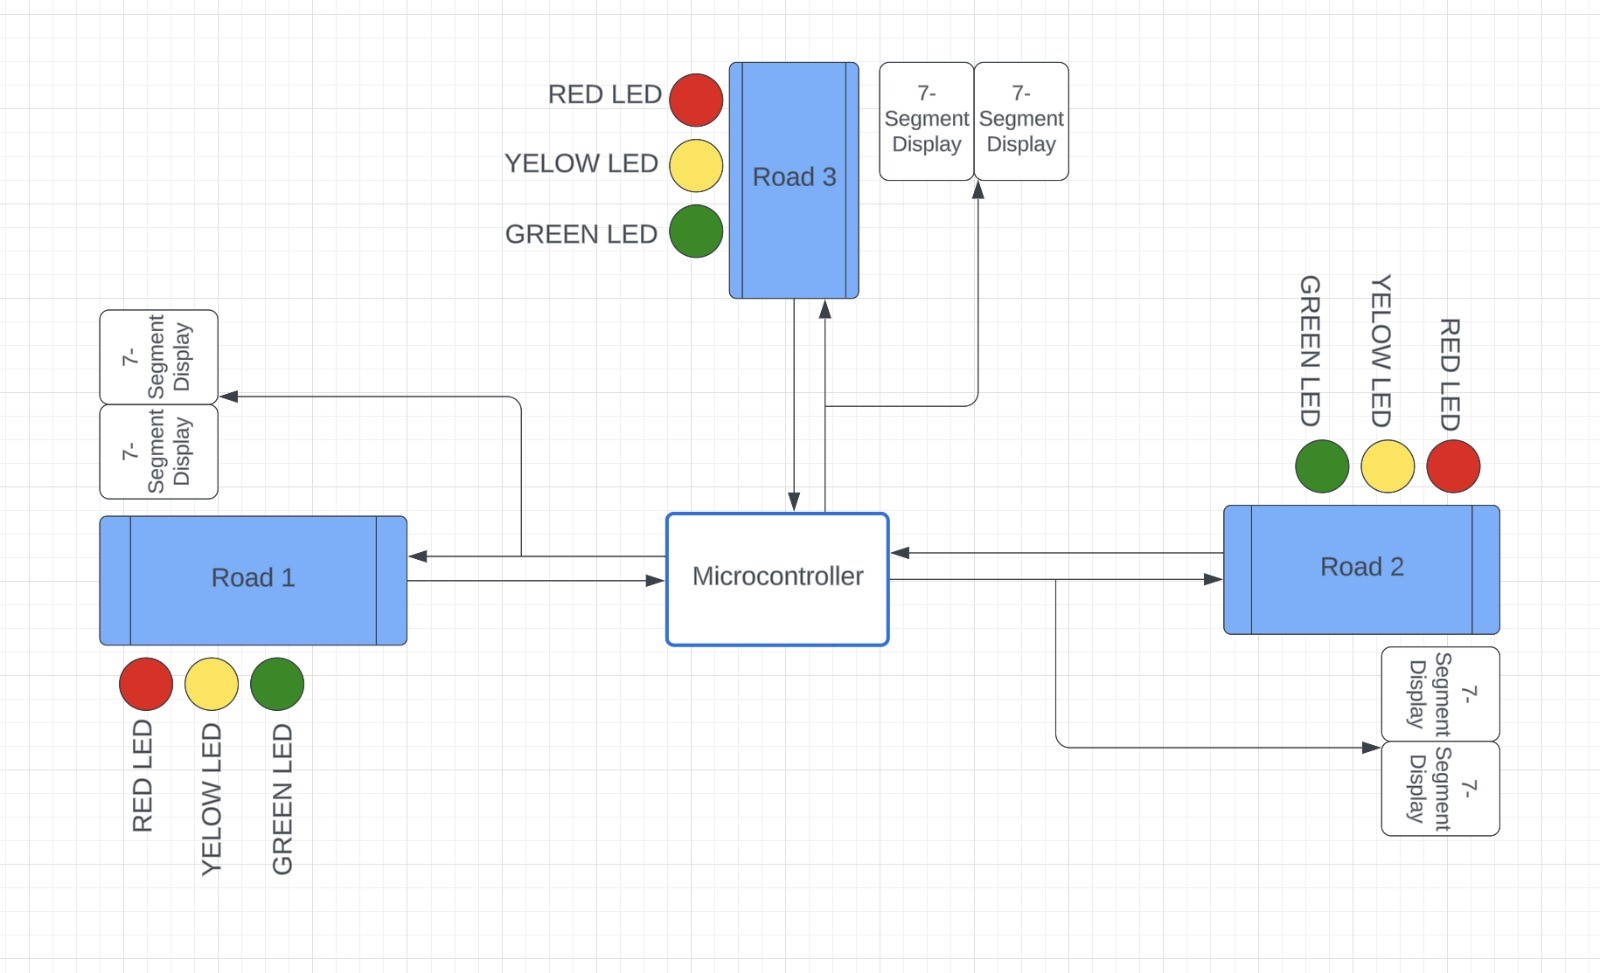 RED LED
YELOW LED
GREEN LED
Road 3
7-
Segment
Display
7-
Segment
Display
7-
Segment
Display
7-
Segment
Display
Road 1
RED LED
YELOW LED
GREEN LED
Microcontroller
GREEN LED
YELOW LED
RED LED
Road 2
7-
Segment
Display
7-
Segment
Display